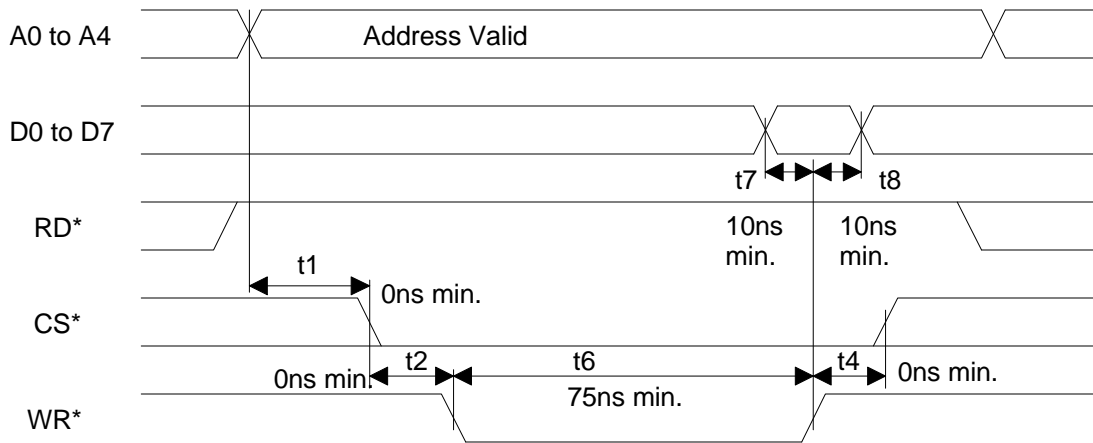 A0 to A4
Address Valid
D0 to D7
t7
t8
RD*
10ns
min.
10ns
min.
t1
0ns min.
CS*
t2
t6
t4
0ns min.
75ns min.
0ns min.
WR*